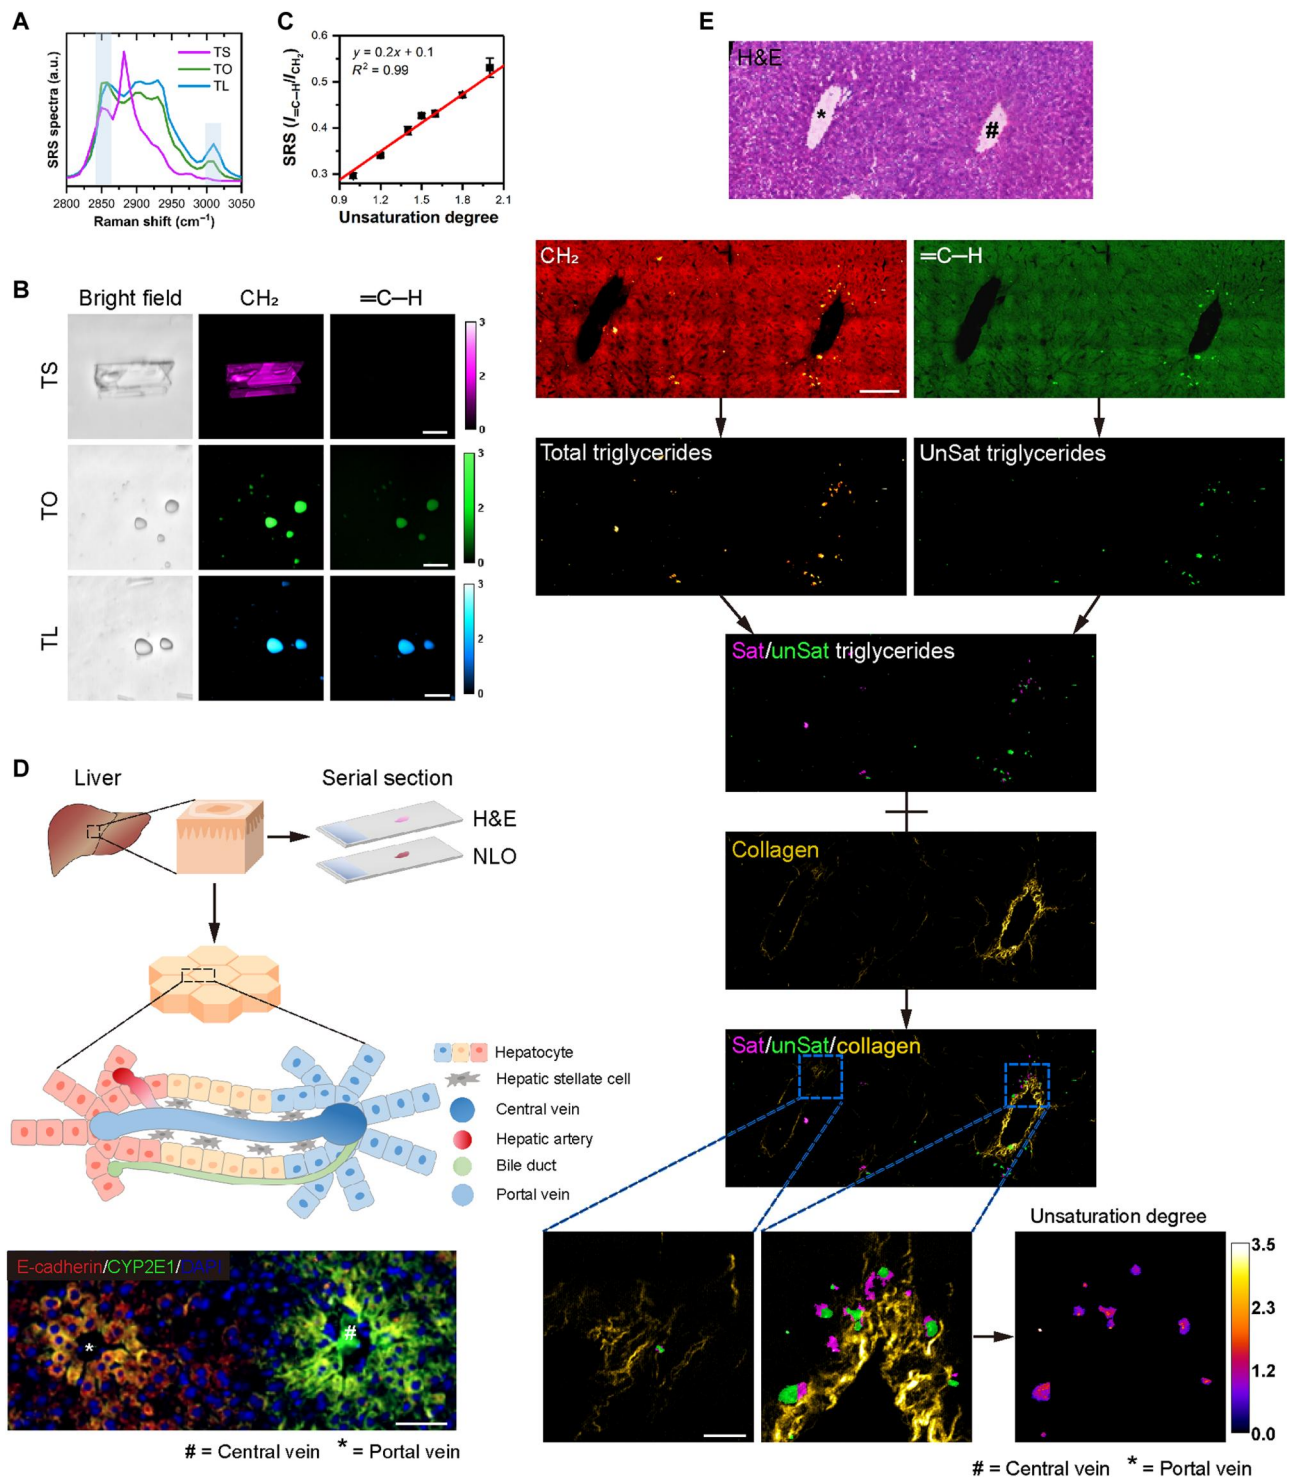 A
TS
TO
TL
SRS spectra (a.u.)
2800 2850 2900 2950 3000 3050
Raman shift (cm⁻¹)
C
y = 0.2x + 0.1
R² = 0.99
SRS (I=C–H/ICH₂)
0.6
0.5
0.4
0.3
0.9 1.2 1.5 1.8 2.1
Unsaturation degree
E
H&E
*
#
B
Bright field CH₂ =C–H
TS
3
2
0
TO
3
2
0
TL
3
2
0
CH₂
=C–H
Total triglycerides
UnSat triglycerides
Sat/unSat triglycerides
Collagen
Sat/unSat/collagen
Unsaturation degree
3.5
2.3
1.2
0.0
# = Central vein * = Portal vein
D
Liver
Serial section
H&E
NLO
Hepatocyte
Hepatic stellate cell
Central vein
Hepatic artery
Bile duct
Portal vein
E-cadherin/CYP2E1/DAPI
*
#
# = Central vein * = Portal vein